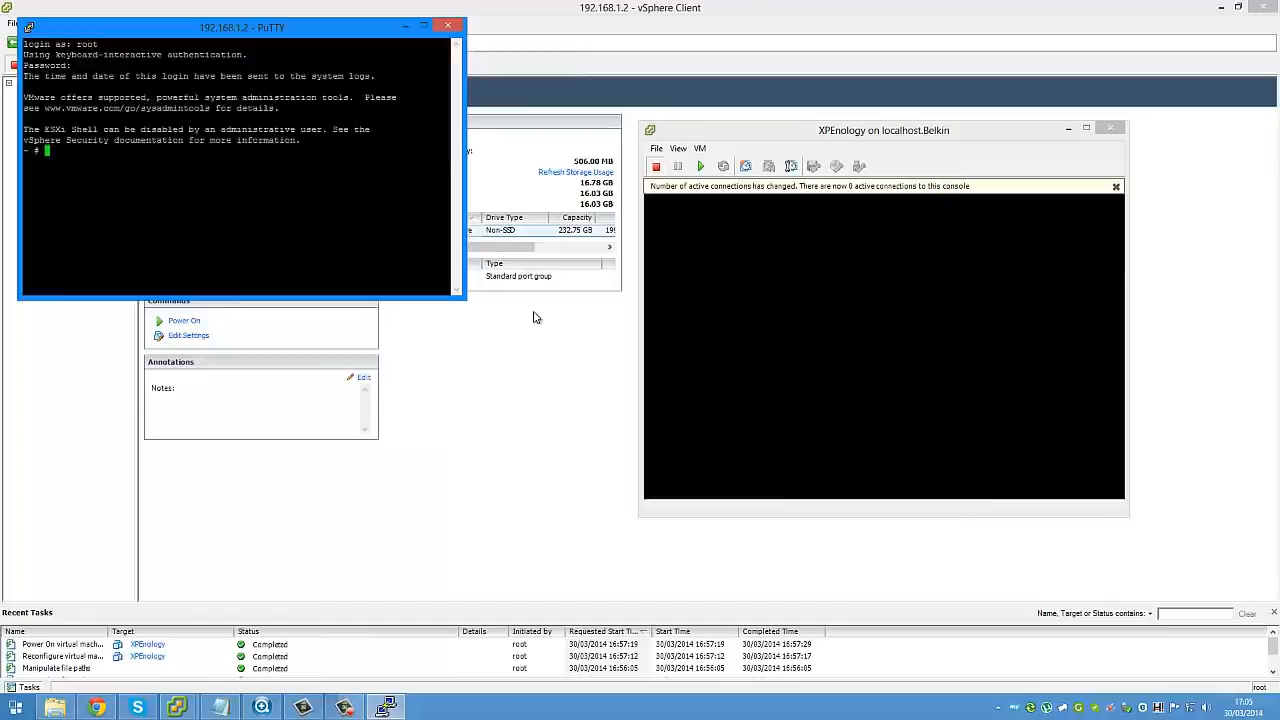 192.168.1.2 - vSphere Client
192.168.1.2 - PuTTY
login as: root
Using keyboard-interactive authentication.
Password:
The time and date of this login have been sent to the system logs.
VMware offers supported, powerful system administration tools.  Please
see www.vmware.com/go/sysadmintools for details.
The ESXi Shell can be disabled by an administrative user. See the
vSphere Security documentation for more information.
~ #
506.00 MB
Refresh Storage Usage
16.78 GB
16.03 GB
16.03 GB
Drive Type Capacity
Non-SSD 232.75 GB
Type
Standard port group
Commands
Power On
Edit Settings
Annotations
Edit
Notes:
XPEnology on localhost.Belkin
File View VM
Number of active connections has changed. There are now 0 active connections to this console
Recent Tasks
Name, Target or Status contains:
Clear
Name Target Status Details Initiated by Requested Start Ti... Start Time Completed Time
Power On virtual mach... XPEnology Completed root 30/03/2014 16:57:19 30/03/2014 16:57:19 30/03/2014 16:57:29
Reconfigure virtual ma... XPEnology Completed root 30/03/2014 16:57:12 30/03/2014 16:57:12 30/03/2014 16:57:17
Manipulate file paths Completed root 30/03/2014 16:56:05 30/03/2014 16:56:05 30/03/2014 16:56:05
Tasks
root
17:05
30/03/2014